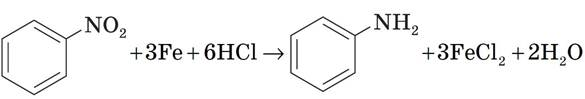 NO₂ +3Fe+6HCl→ NH₂ +3FeCl₂+2H₂O